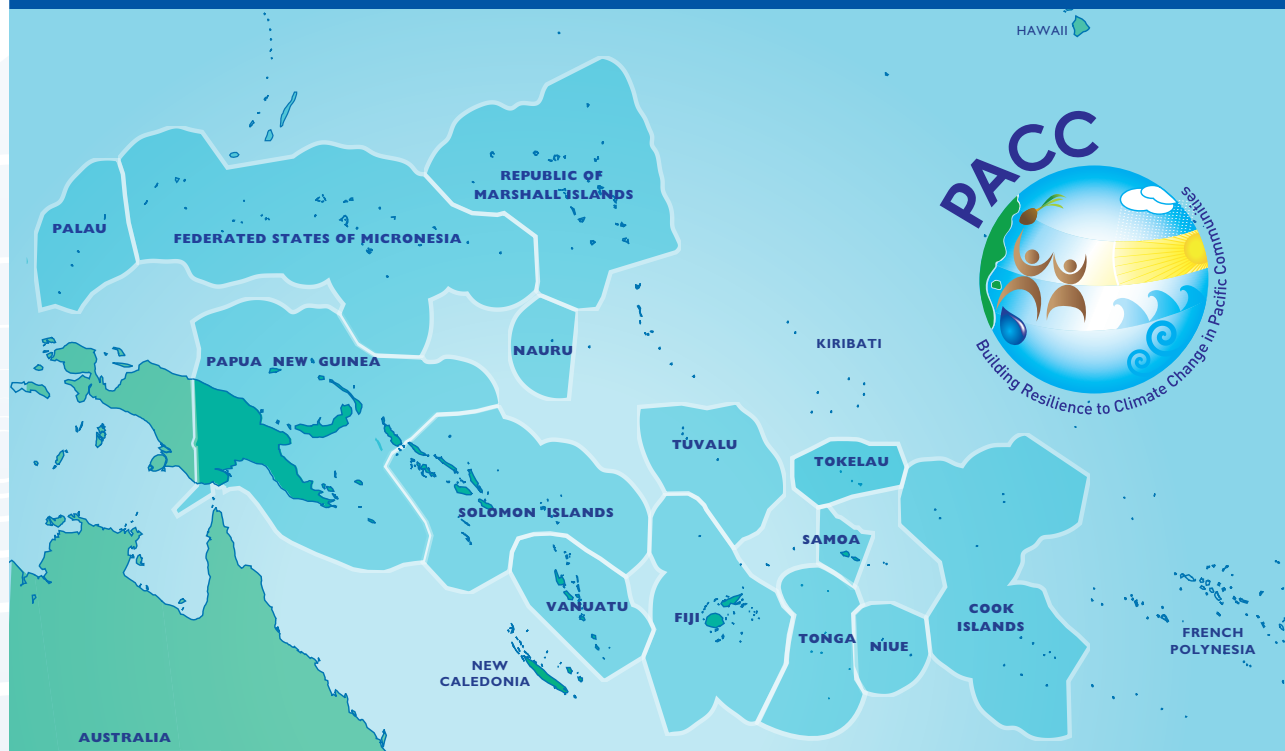 HAWAII
PACC
Building Resilience to Climate Change in Pacific Communities
REPUBLIC OF
MARSHALL ISLANDS
PALAU
FEDERATED STATES OF MICRONESIA
PAPUA NEW GUINEA
NAURU
KIRIBATI
TUVALU
TOKELAU
SOLOMON ISLANDS
SAMOA
VANUATU
FIJI
TONGA
NIUE
COOK
ISLANDS
FRENCH
POLYNESIA
NEW
CALEDONIA
AUSTRALIA